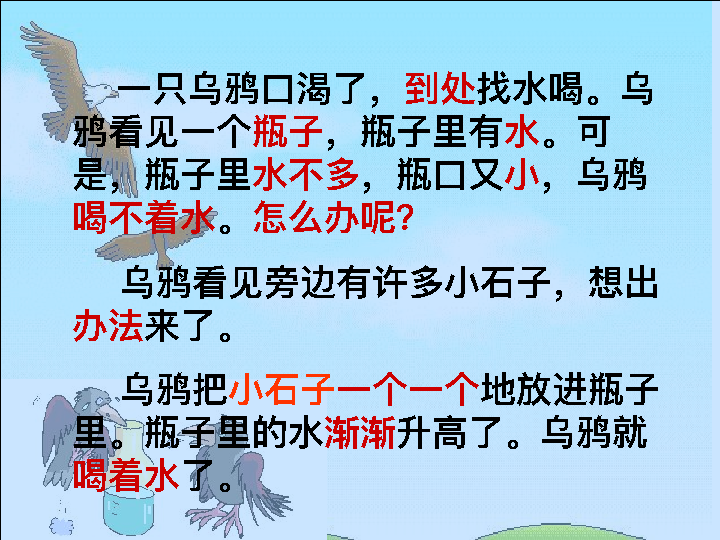 一只乌鸦口渴了，到处找水喝。乌
鸦看见一个瓶子，瓶子里有水。可
是，瓶子里水不多，瓶口又小，乌鸦
喝不着水。怎么办呢?
乌鸦看见旁边有许多小石子，想出
办法来了。
乌鸦把小石子一个一个地放进瓶子
里。瓶子里的水渐渐升高了。乌鸦就
喝着水了。